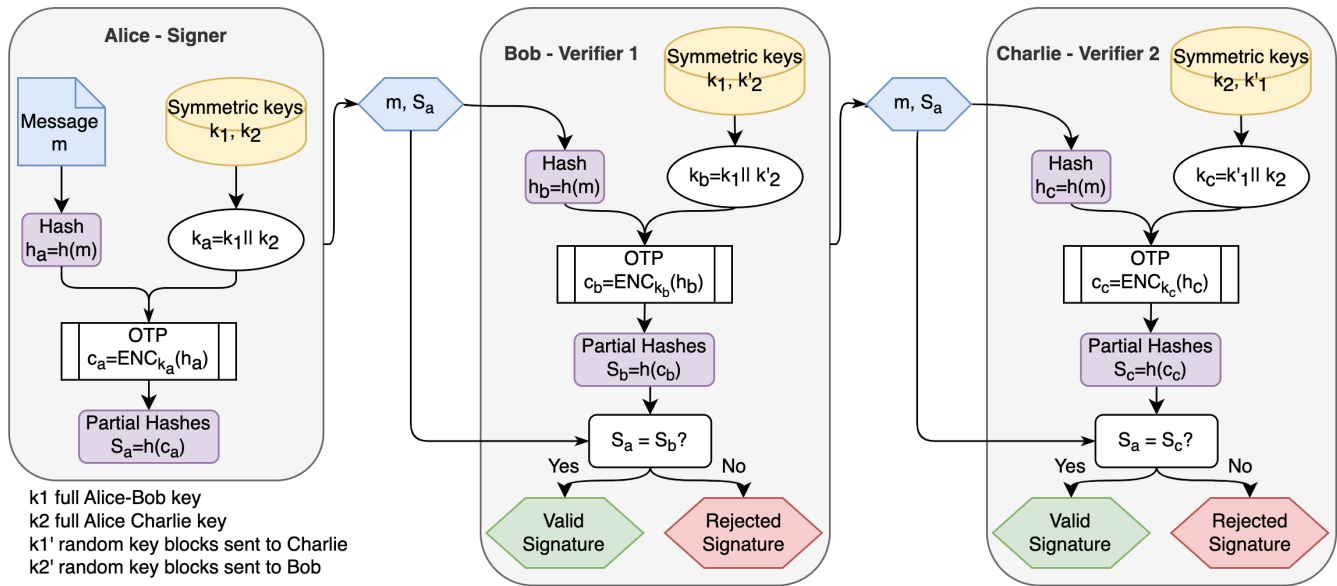 Alice - Signer
Message
m
Symmetric keys
k1, k2
Hash
ha=h(m)
ka=k1|| k2
OTP
ca=ENCka(ha)
Partial Hashes
Sa=h(ca)
k1 full Alice-Bob key
k2 full Alice Charlie key
k1' random key blocks sent to Charlie
k2' random key blocks sent to Bob
m, Sa
Bob - Verifier 1
Symmetric keys
k1, k'2
Hash
hb=h(m)
kb=k1|| k'2
OTP
cb=ENCkb(hb)
Partial Hashes
Sb=h(cb)
Sa = Sb?
Yes
No
Valid
Signature
Rejected
Signature
m, Sa
Charlie - Verifier 2
Symmetric keys
k2, k'1
Hash
hc=h(m)
kc=k'1|| k2
OTP
cc=ENCkc(hc)
Partial Hashes
Sc=h(cc)
Sa = Sc?
Yes
No
Valid
Signature
Rejected
Signature